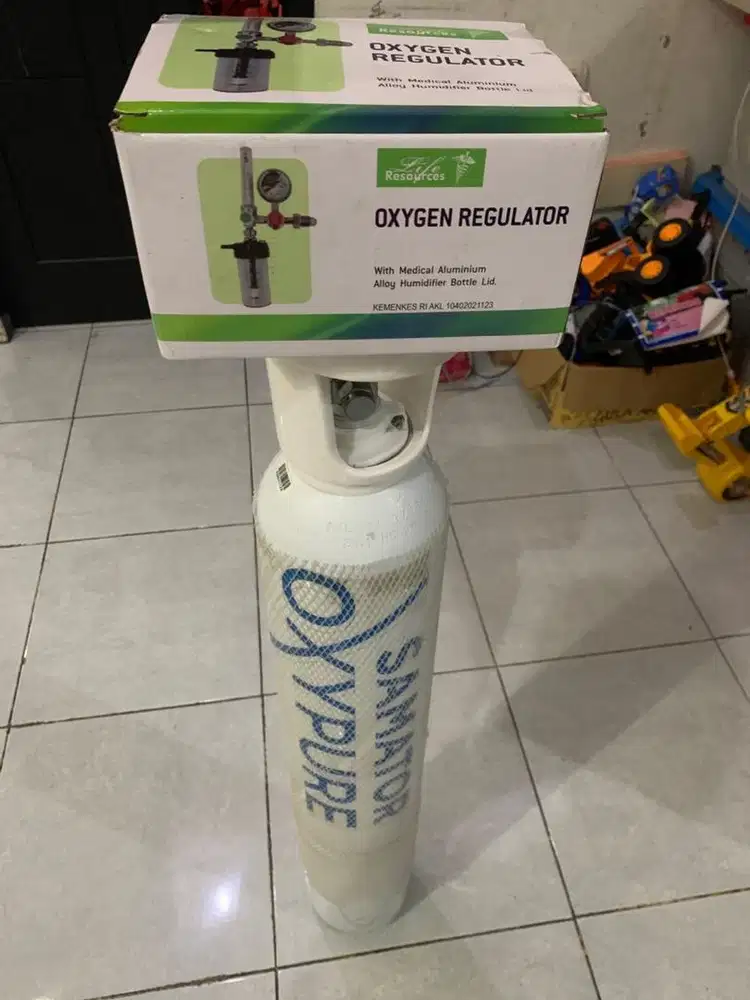 Resources
OXYGEN
REGULATOR
With Medical Aluminium
Alloy Humidifier Bottle Lid
Life
Resources
OXYGEN REGULATOR
With Medical Aluminium
Alloy Humidifier Bottle Lid.
KEMENKES RI AKL 10402021123
OXYPURE
SAMATOR